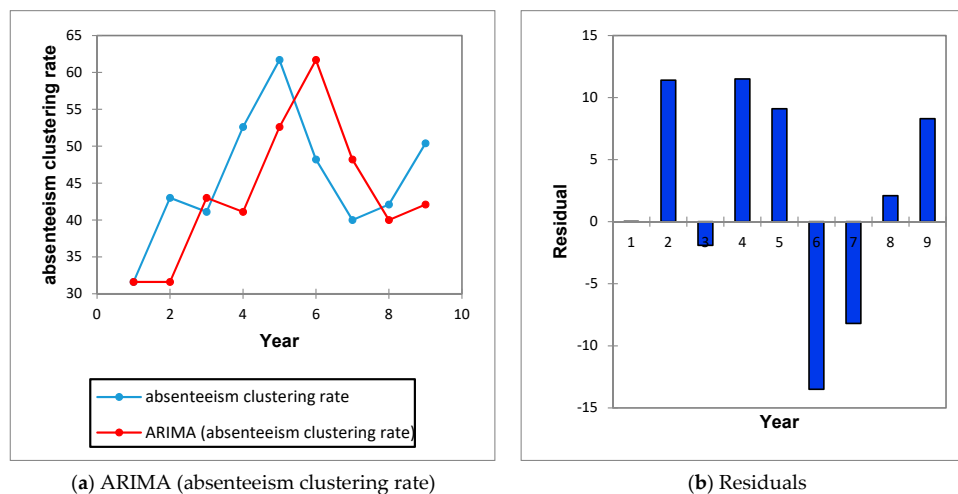 65
60
55
50
45
40
35
30
absenteeism clustering rate
0 2 4 6 8 10
Year
absenteeism clustering rate
ARIMA (absenteeism clustering rate)
(a) ARIMA (absenteeism clustering rate)
15
10
5
0
-5
-10
-15
Residual
1 2 3 4 5 6 7 8 9
Year
(b) Residuals